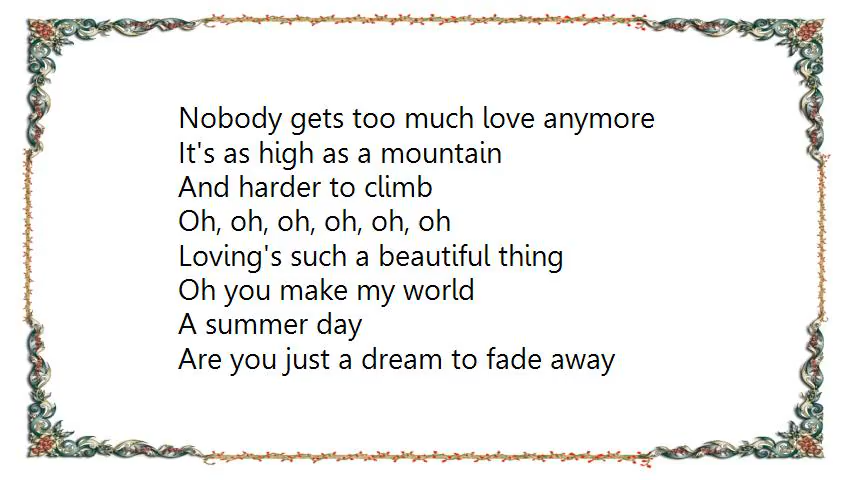 Nobody gets too much love anymore
It's as high as a mountain
And harder to climb
Oh, oh, oh, oh, oh, oh
Loving's such a beautiful thing
Oh you make my world
A summer day
Are you just a dream to fade away